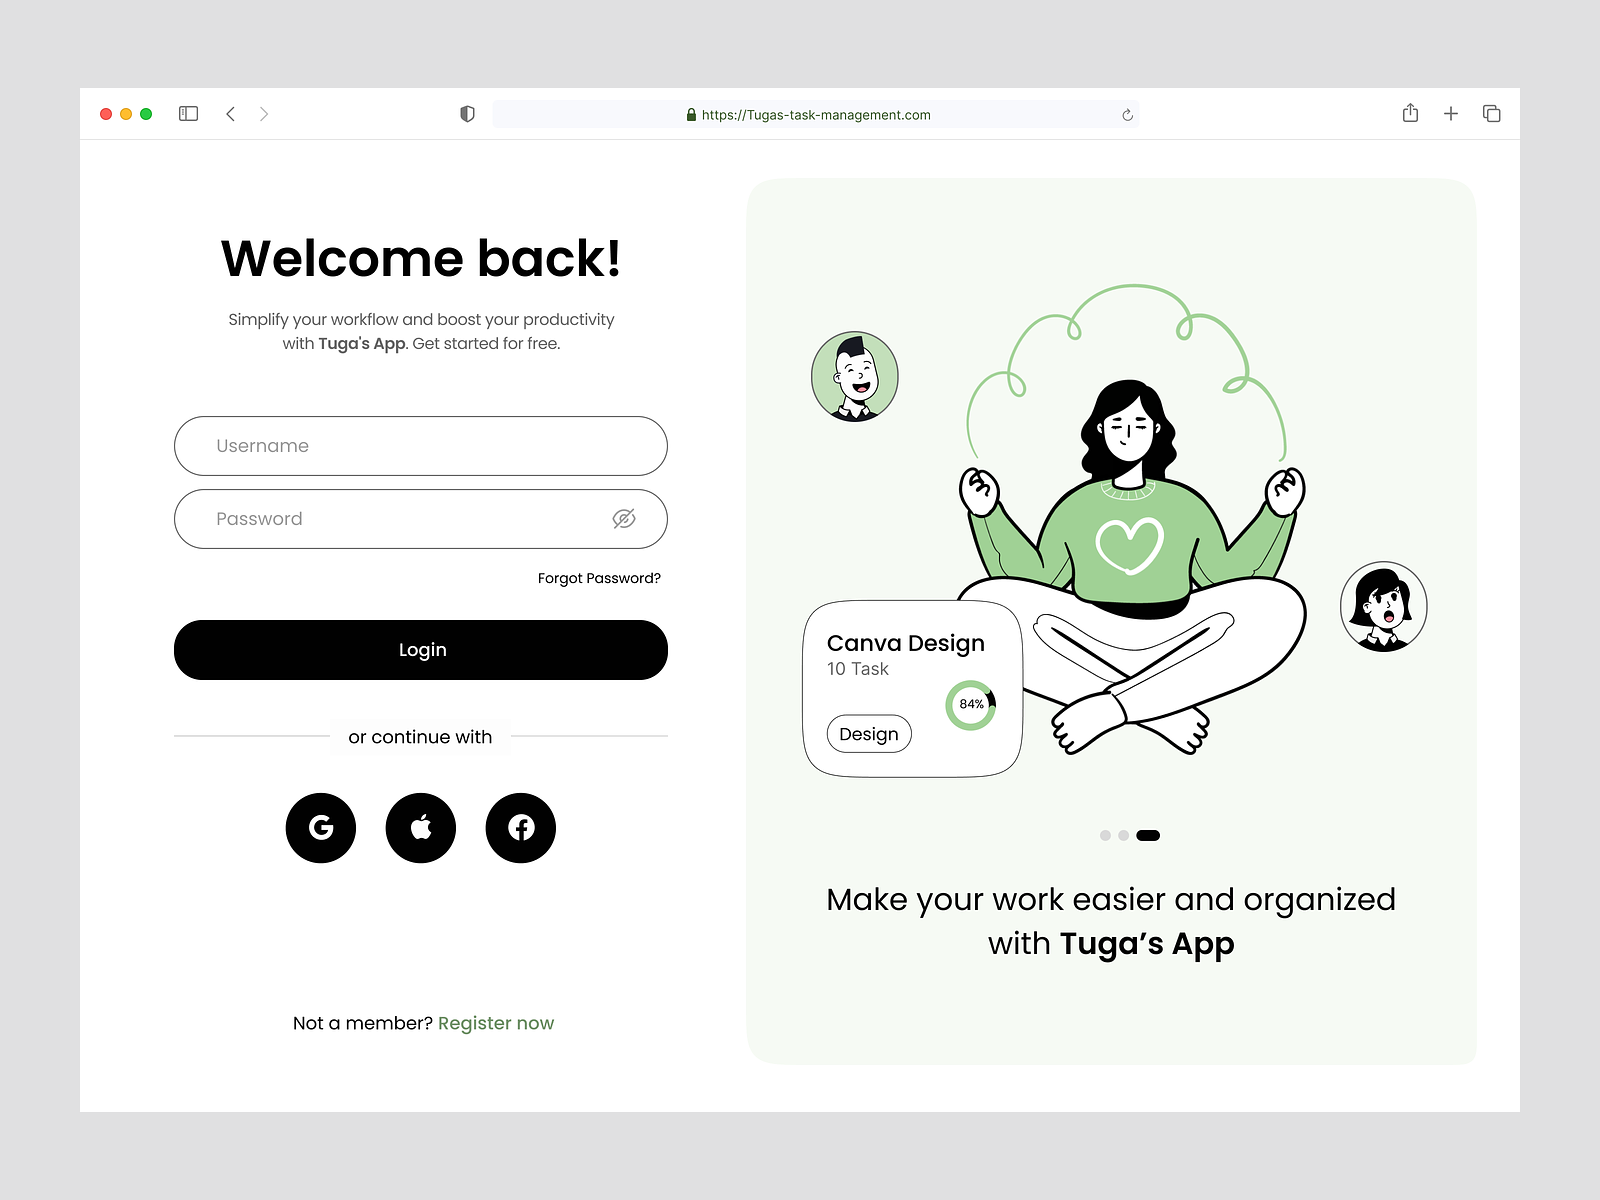 https://Tugas-task-management.com
Welcome back!
Simplify your workflow and boost your productivity
with Tuga's App. Get started for free.
Username
Password
Forgot Password?
Login
or continue with
Not a member? Register now
Canva Design
10 Task
84%
Design
Make your work easier and organized
with Tuga’s App